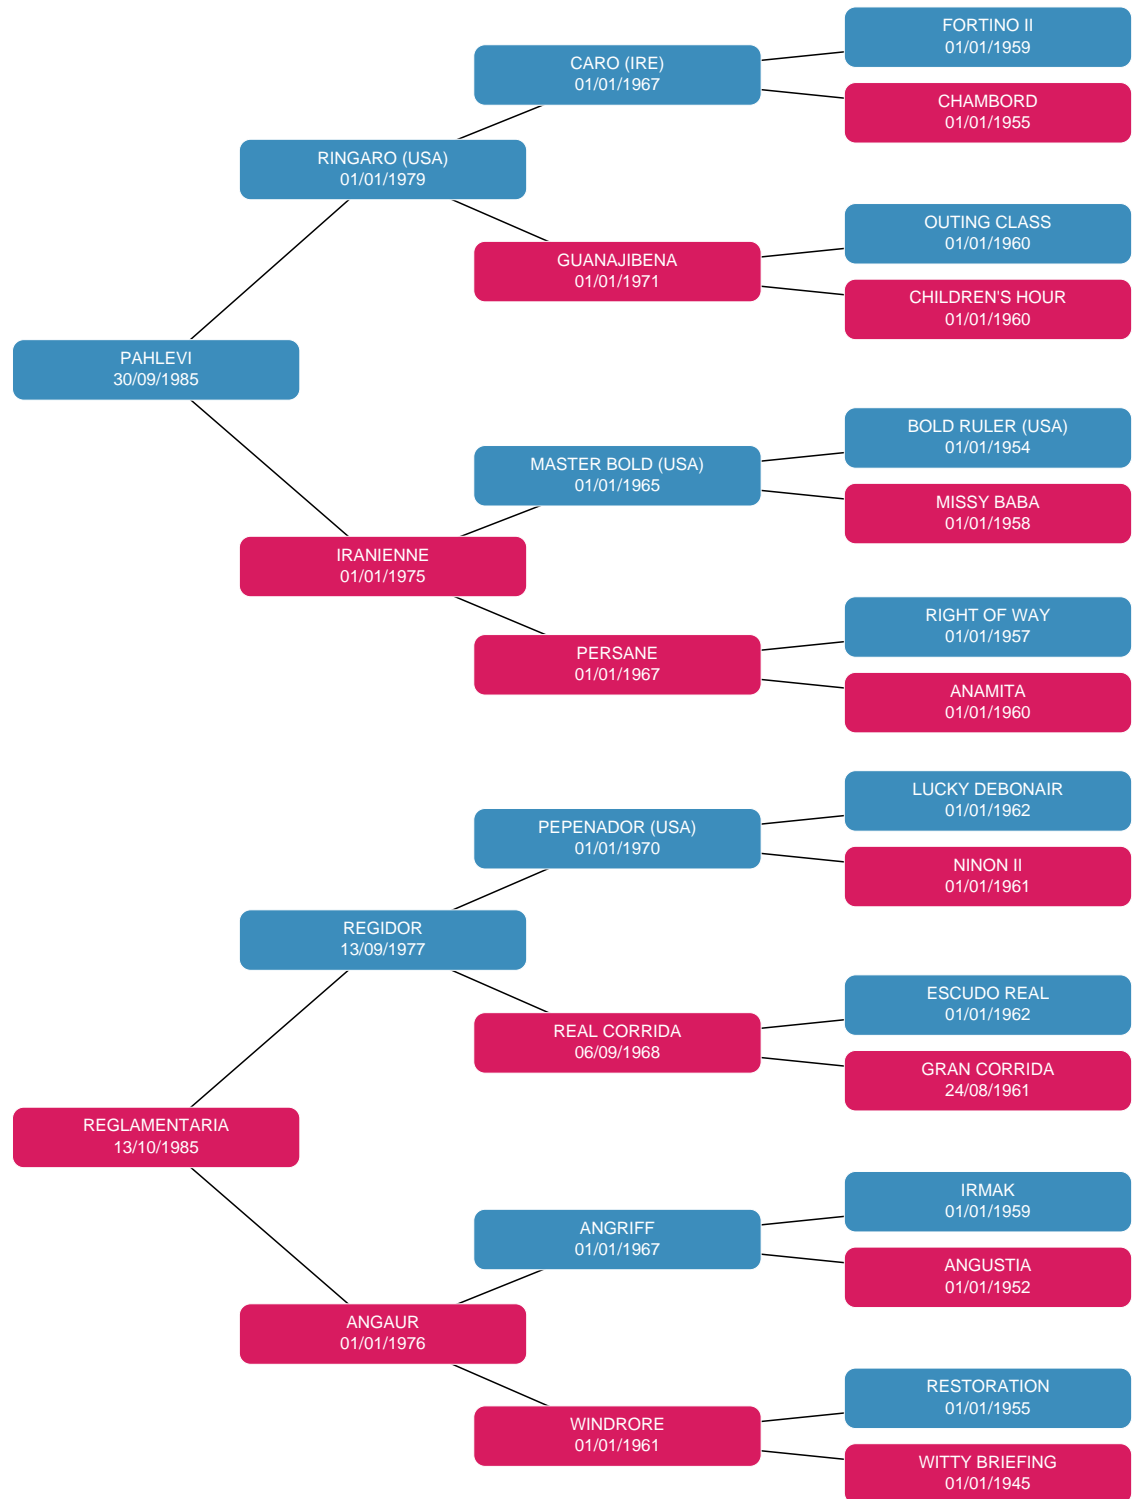 FORTINO II
01/01/1959
CARO (IRE)
01/01/1967
CHAMBORD
01/01/1955
RINGARO (USA)
01/01/1979
OUTING CLASS
01/01/1960
GUANAJIBENA
01/01/1971
CHILDREN'S HOUR
01/01/1960
PAHLEVI
30/09/1985
BOLD RULER (USA)
01/01/1954
MASTER BOLD (USA)
01/01/1965
MISSY BABA
01/01/1958
IRANIENNE
01/01/1975
RIGHT OF WAY
01/01/1957
PERSANE
01/01/1967
ANAMITA
01/01/1960
LUCKY DEBONAIR
01/01/1962
PEPENADOR (USA)
01/01/1970
NINON II
01/01/1961
REGIDOR
13/09/1977
ESCUDO REAL
01/01/1962
REAL CORRIDA
06/09/1968
GRAN CORRIDA
24/08/1961
REGLAMENTARIA
13/10/1985
IRMAK
01/01/1959
ANGRIFF
01/01/1967
ANGUSTIA
01/01/1952
ANGAUR
01/01/1976
RESTORATION
01/01/1955
WINDRORE
01/01/1961
WITTY BRIEFING
01/01/1945